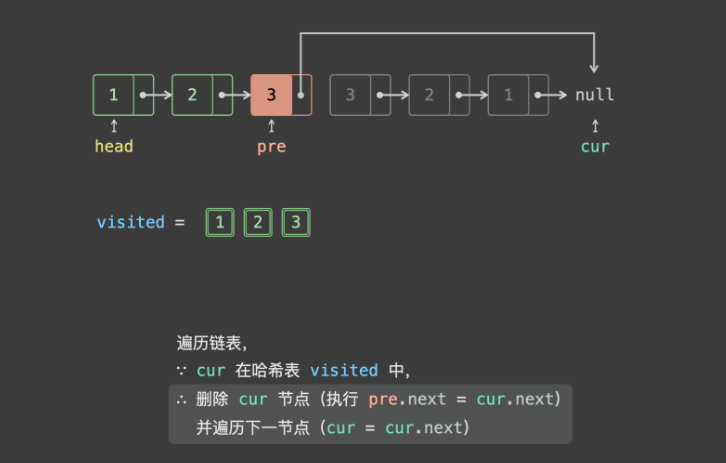 1 2 3 3 2 1 null
head pre cur
visited = 1 2 3
遍历链表，
∵ cur 在哈希表 visited 中，
∴ 删除 cur 节点（执行 pre.next = cur.next）
并遍历下一节点（cur = cur.next）